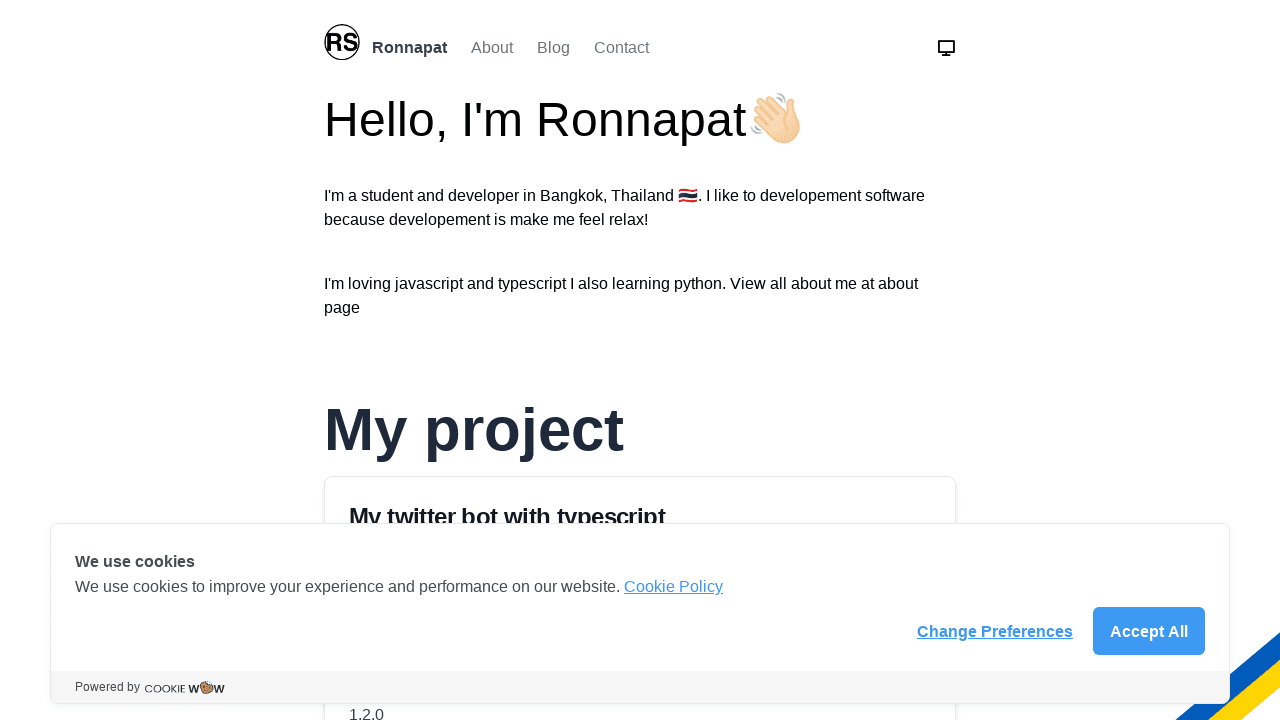 RS Ronnapat About Blog Contact
Hello, I'm Ronnapat👋🏻
I'm a student and developer in Bangkok, Thailand 🇹🇭. I like to developement software
because developement is make me feel relax!
I'm loving javascript and typescript I also learning python. View all about me at about
page
My project
My twitter bot with typescript
We use cookies
We use cookies to improve your experience and performance on our website. Cookie Policy
Change Preferences Accept All
Powered by COOKIE WOW
1.2.0